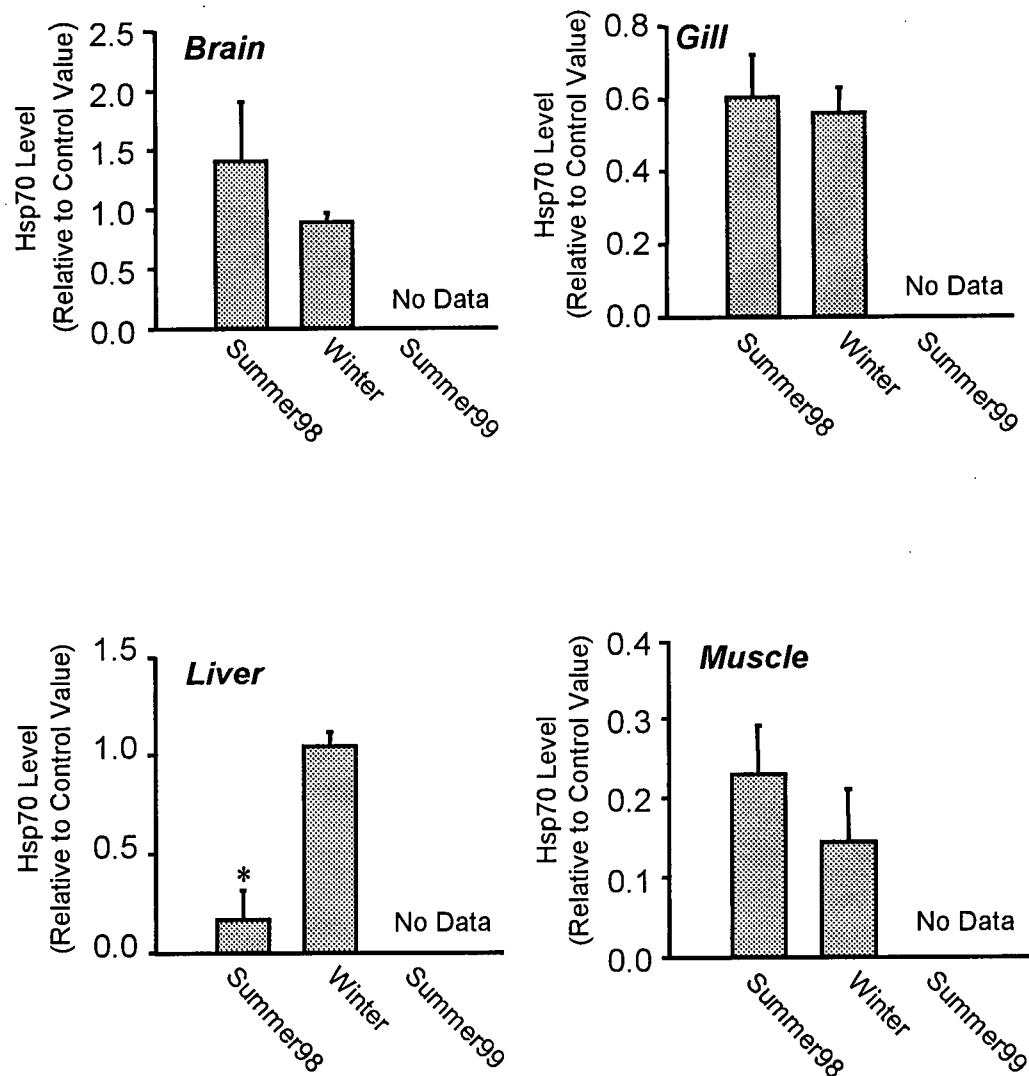 Brain
Hsp70 Level
(Relative to Control Value)
2.5
2.0
1.5
1.0
0.5
0.0
No Data
Summer98
Winter
Summer99
Gill
Hsp70 Level
(Relative to Control Value)
0.8
0.6
0.4
0.2
0.0
No Data
Summer98
Winter
Summer99
Liver
Hsp70 Level
(Relative to Control Value)
1.5
1.0
0.5
0.0
*
No Data
Summer98
Winter
Summer99
Muscle
Hsp70 Level
(Relative to Control Value)
0.4
0.3
0.2
0.1
0.0
No Data
Summer98
Winter
Summer99